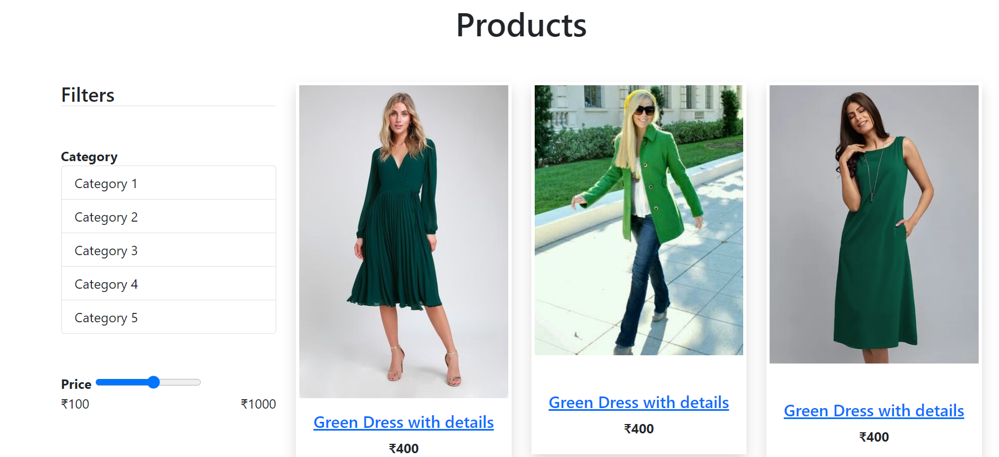 Products
Filters
Category
Category 1
Category 2
Category 3
Category 4
Category 5
Price
₹100 ₹1000
Green Dress with details
₹400
Green Dress with details
₹400
Green Dress with details
₹400